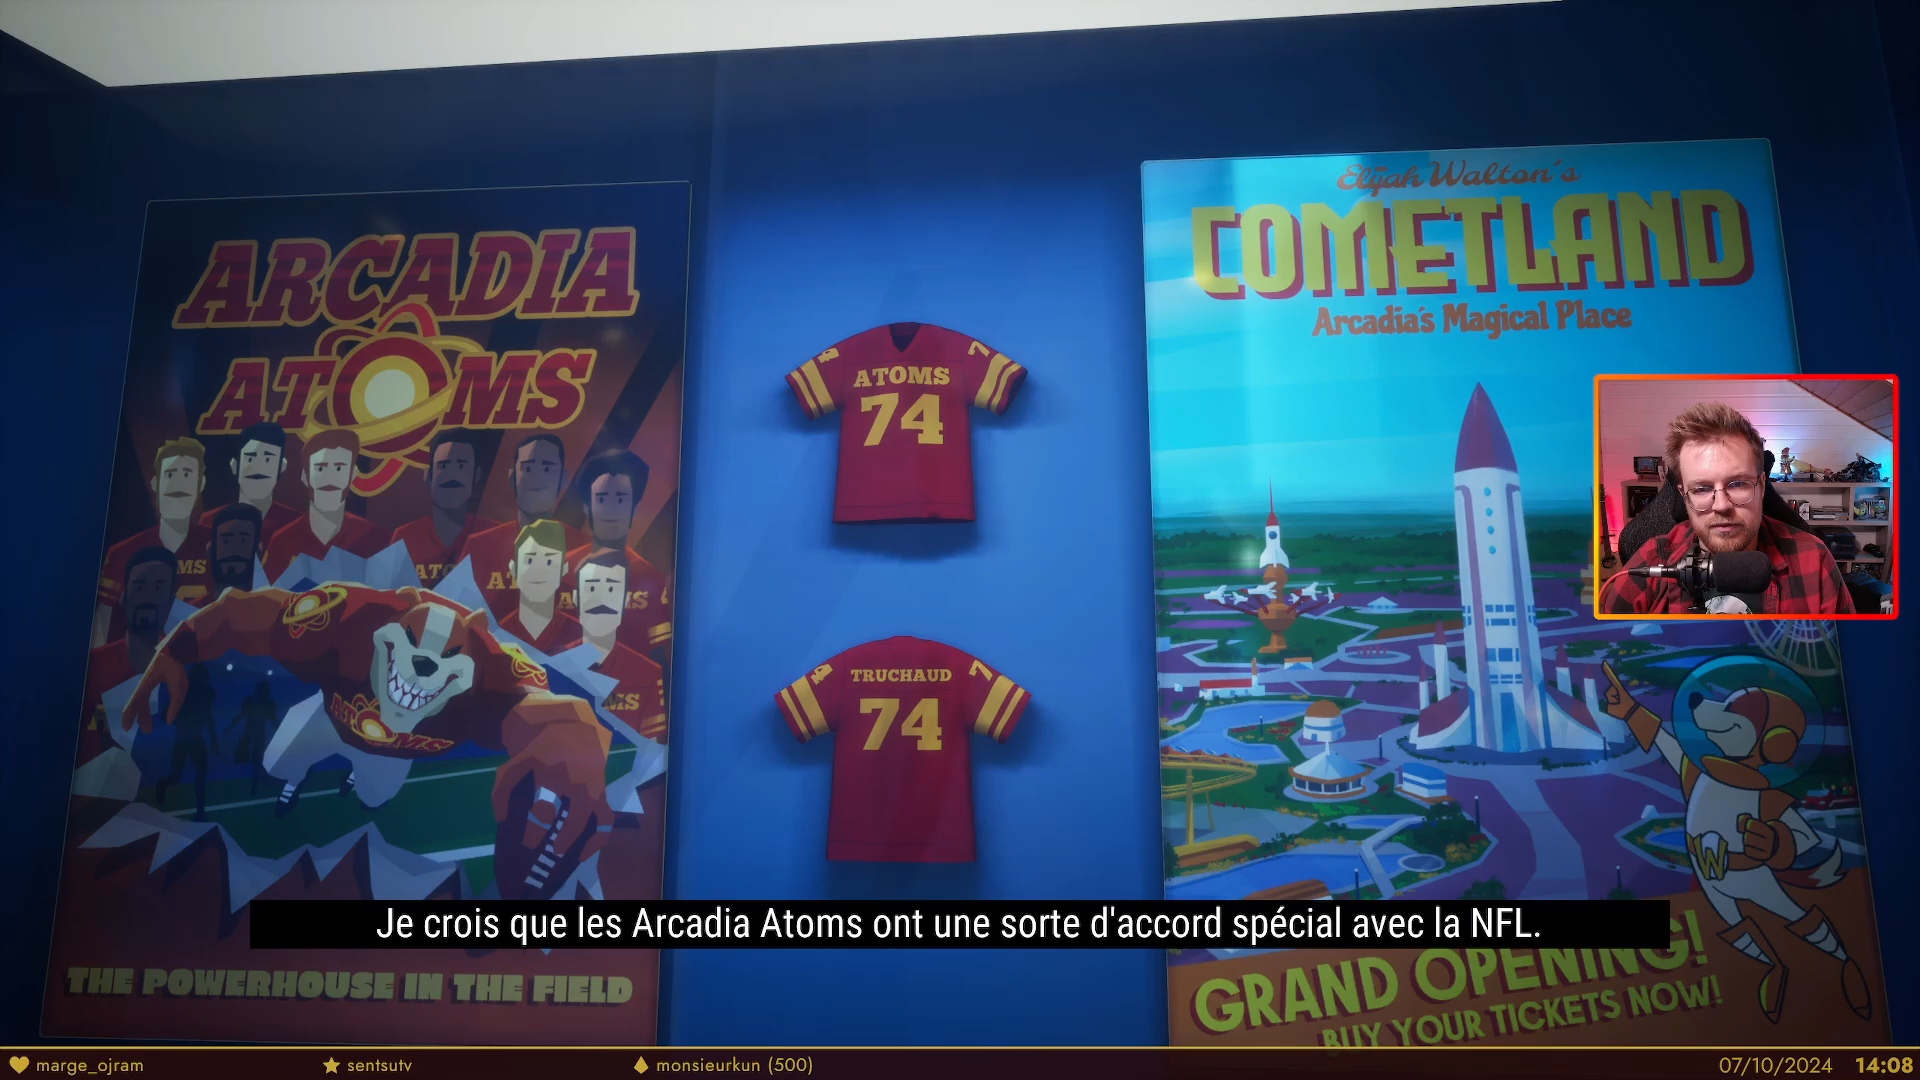 ARCADIA
ATOMS
ATOMS
74
TRUCHAUD
74
THE POWERHOUSE IN THE FIELD
Elijah Walton's
COMETLAND
Arcadia's Magical Place
W
GRAND OPENING!
BUY YOUR TICKETS NOW!
Je crois que les Arcadia Atoms ont une sorte d'accord spécial avec la NFL.
marge_ojram
sentsutv
monsieurkun (500)
07/10/2024 14:08